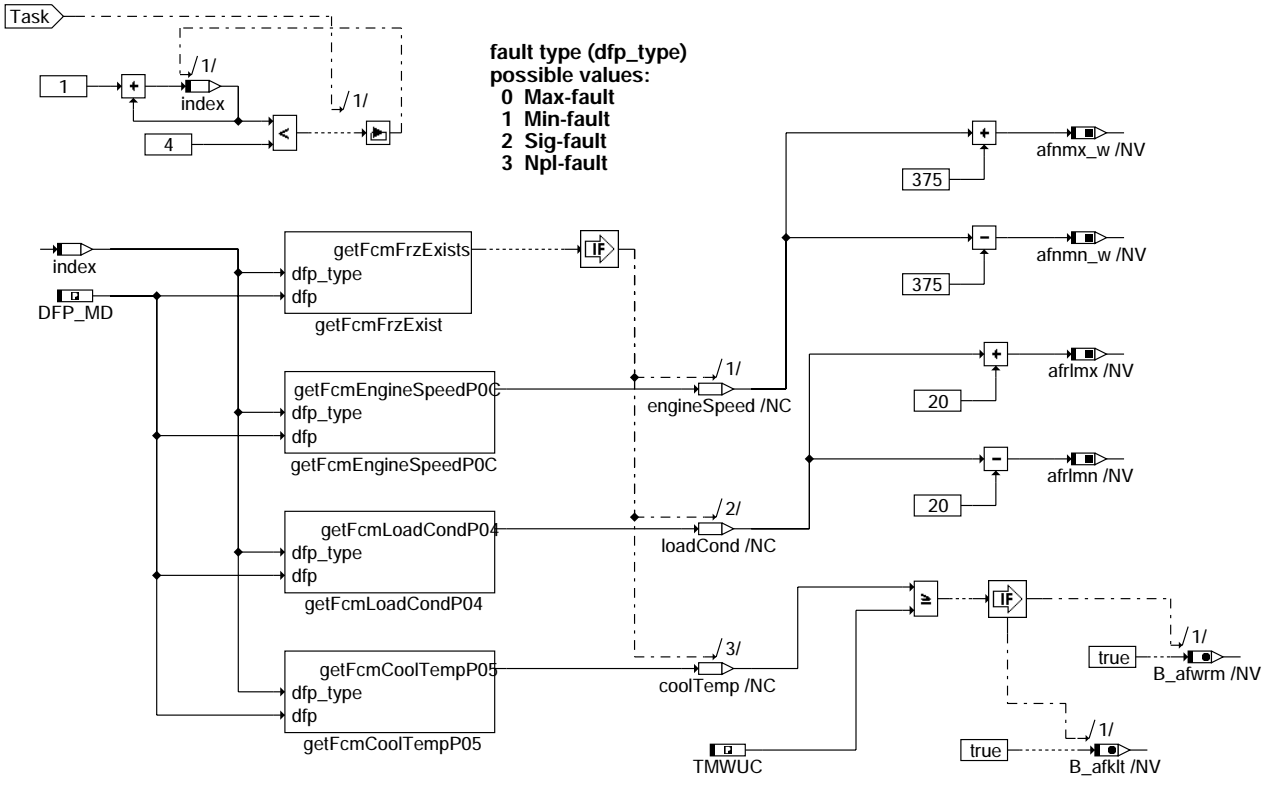 Task
/1/
1
+
index
/1/
<
4
fault type (dfp_type)
possible values:
0 Max-fault
1 Min-fault
2 Sig-fault
3 Npl-fault
+
afnmx_w /NV
375
-
afnmn_w /NV
375
index
DFP_MD
P
getFcmFrzExists
dfp_type
dfp
getFcmFrzExist
IF
+
afrlmx /NV
20
getFcmEngineSpeedP0C
dfp_type
dfp
getFcmEngineSpeedP0C
/1/
engineSpeed /NC
-
afrlmn /NV
20
getFcmLoadCondP04
dfp_type
dfp
getFcmLoadCondP04
/2/
loadCond /NC
getFcmCoolTempP05
dfp_type
dfp
getFcmCoolTempP05
/3/
coolTemp /NC
≥
IF
/1/
true
B_afwrm /NV
P
TMWUC
/1/
true
B_afklt /NV